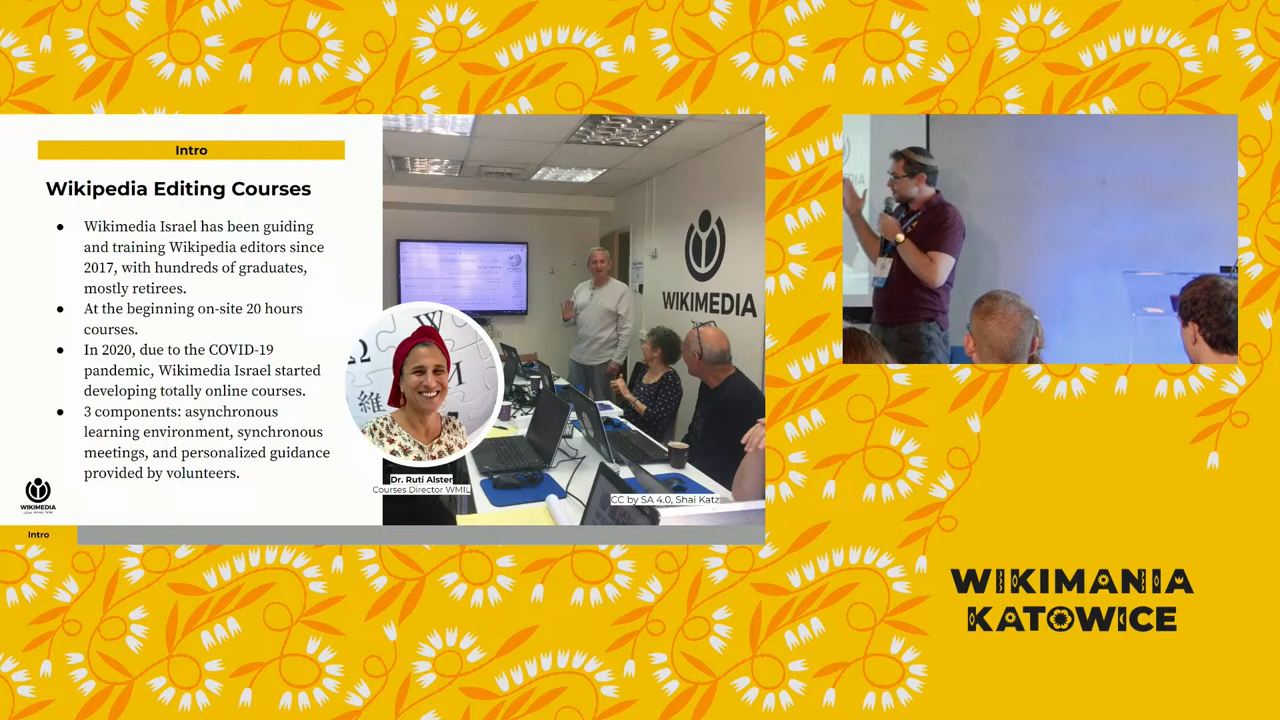 Intro
Wikipedia Editing Courses
● Wikimedia Israel has been guiding
and training Wikipedia editors since
2017, with hundreds of graduates,
mostly retirees.
● At the beginning on-site 20 hours
courses.
● In 2020, due to the COVID-19
pandemic, Wikimedia Israel started
developing totally online courses.
● 3 components: asynchronous
learning environment, synchronous
meetings, and personalized guidance
provided by volunteers.
WIKIMEDIA
Intro
WIKIMEDIA
W
Ω
И
維
Dr. Ruti Alster
Courses Director WMIL
CC by SA 4.0, Shai Katz
WIKIMANIA
KATOWICE